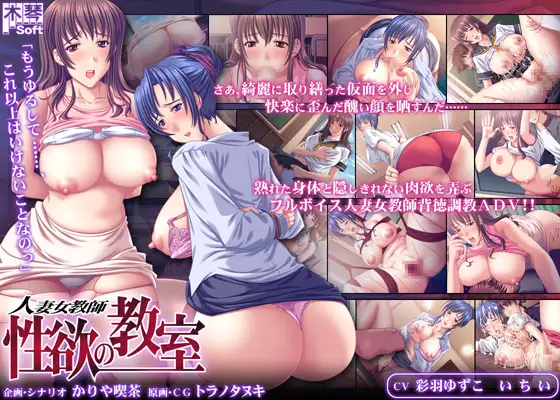 木琴
Soft
「もうゆるして……
これ以上はいけないことなのっ」
さあ、綺麗に取り繕った仮面を外し
快楽に歪んだ醜い顔を晒すんだ……
熟れた身体と隠しきれない肉欲を弄ぶ
フルボイス人妻女教師背徳調教ADV!!
人妻女教師
性欲の教室
企画・シナリオ かりや喫茶 原画・CG トラノタヌキ
CV 彩羽ゆずこ いちい